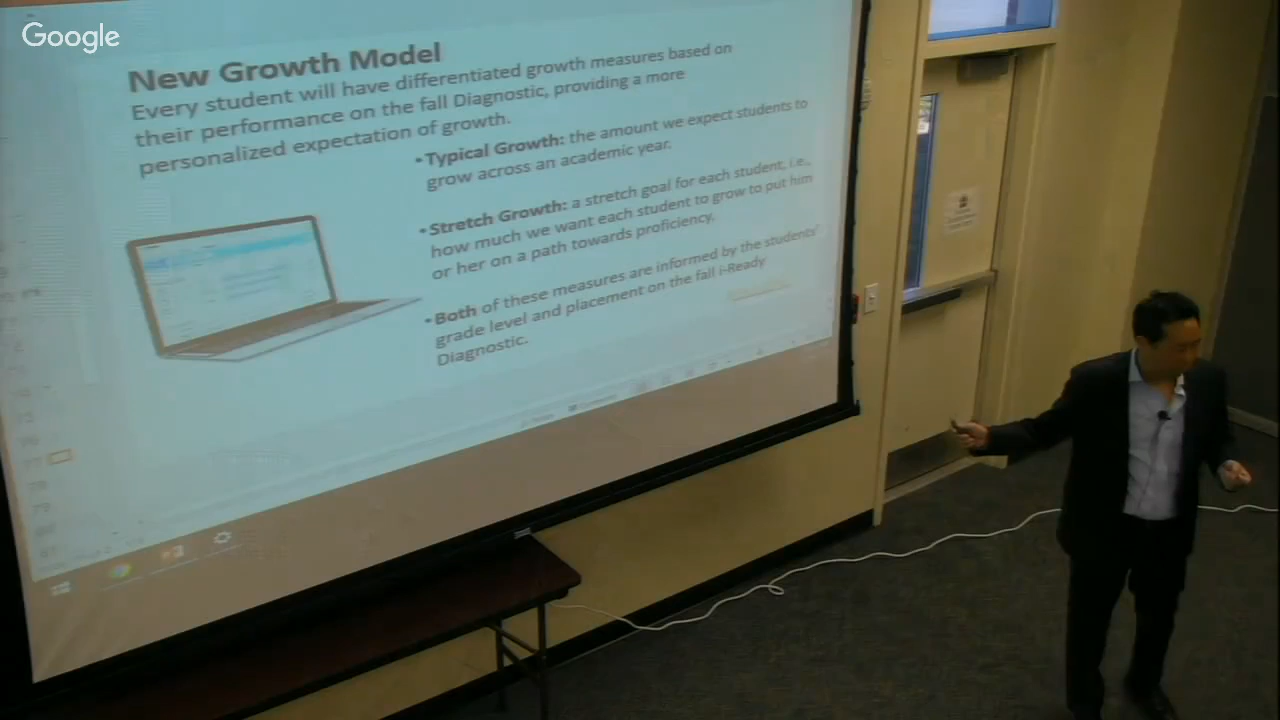 Google
New Growth Model
Every student will have differentiated growth measures based on
their performance on the fall Diagnostic, providing a more
personalized expectation of growth.
•Typical Growth: the amount we expect students to
grow across an academic year.
•Stretch Growth: a stretch goal for each student, i.e.,
how much we want each student to grow to put him
or her on a path towards proficiency.
•Both of these measures are informed by the students'
grade level and placement on the fall i-Ready
Diagnostic.